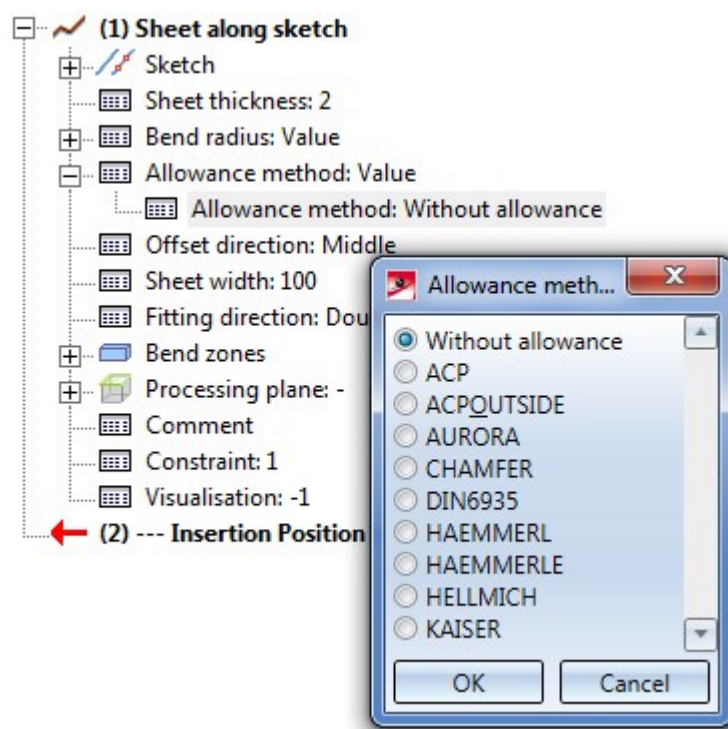 (1) Sheet along sketch
Sketch
Sheet thickness: 2
Bend radius: Value
Allowance method: Value
Allowance method: Without allowance
Offset direction: Middle
Sheet width: 100
Fitting direction: Dou
Bend zones
Processing plane: -
Comment
Constraint: 1
Visualisation: -1
(2) --- Insertion Position
Allowance meth...
Without allowance
ACP
ACPOUTSIDE
AURORA
CHAMFER
DIN6935
HAEMMERL
HAEMMERLE
HELLMICH
KAISER
OK
Cancel